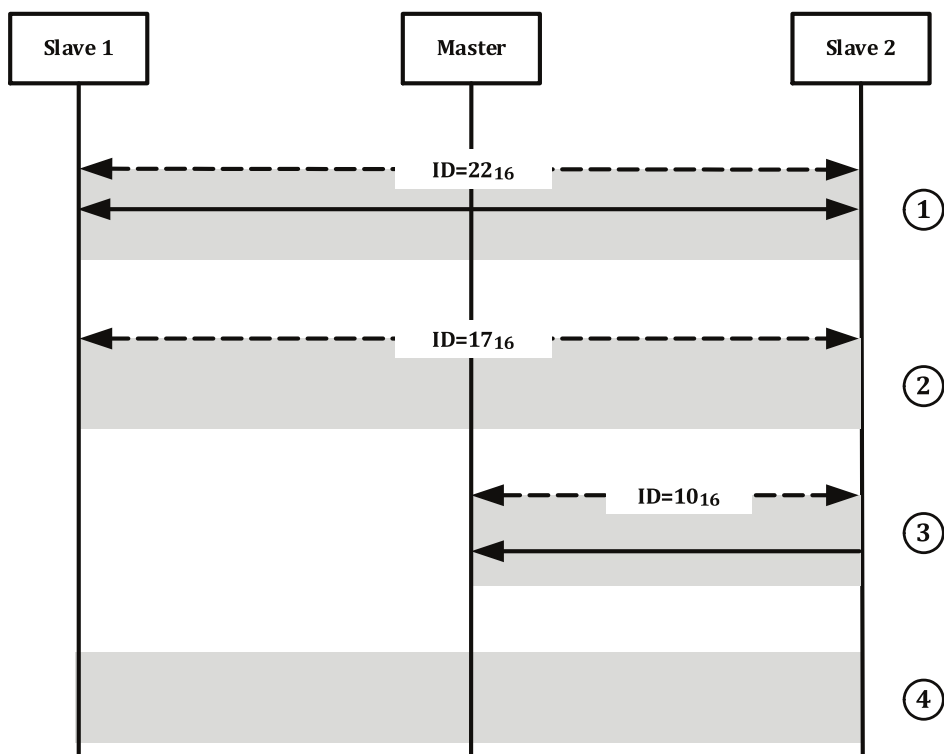 Slave 1
Master
Slave 2
ID=22₁₆
1
ID=17₁₆
2
ID=10₁₆
3
4